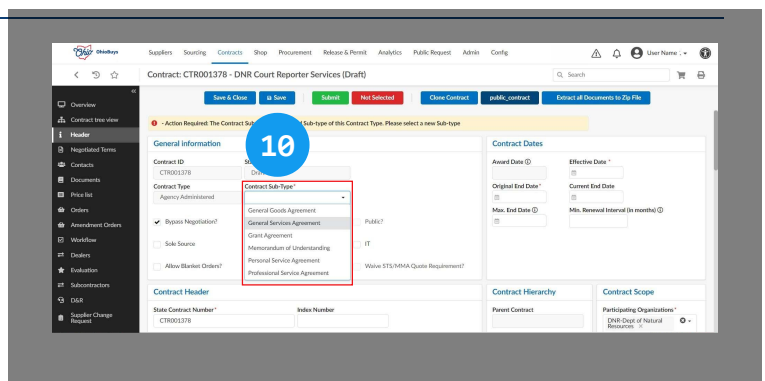 Ohio OhioBuys
Suppliers Sourcing Contracts Shop Procurement Release & Permit Analytics Public Request Admin Config User Name
Contract: CTR001378 - DNR Court Reporter Services (Draft) Search
Save & Close Save Submit Not Selected Clone Contract public_contract Extract all Documents to Zip File
Overview
Contract tree view
Header
Negotiated Terms
Contacts
Documents
Price list
Orders
Amendment Orders
Workflow
Dealers
Evaluation
Subcontractors
D&R
Supplier Change
Request
- Action Required: The Contract Sub-type of this Contract Type. Please select a new Sub-type
10
General information
Contract ID
CTR001378
Contract Type Contract Sub-Type*
Agency Administered
General Goods Agreement
Bypass Negotiation? General Services Agreement Public?
Grant Agreement
Sole Source Memorandum of Understanding IT
Personal Service Agreement
Allow Blanket Orders? Professional Service Agreement Waive STS/MMA Quote Requirement?
Contract Dates
Award Date Effective Date *
Original End Date* Current End Date
Max. End Date Min. Renewal Interval (in months)
Contract Header
State Contract Number* Index Number
CTR001378
Contract Hierarchy
Parent Contract
Contract Scope
Participating Organizations*
DNR-Dept of Natural
Resources